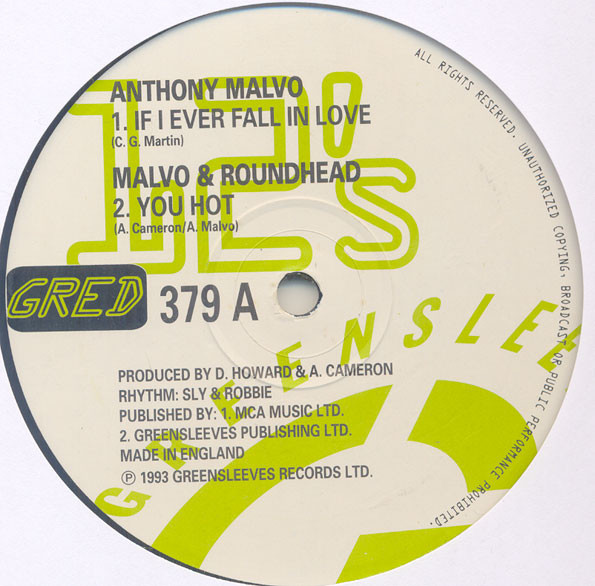 12's
ANTHONY MALVO
1. IF I EVER FALL IN LOVE
(C. G. Martin)
MALVO & ROUNDHEAD
2. YOU HOT
(A. Cameron/A. Malvo)
GRED 379 A
PRODUCED BY D. HOWARD & A. CAMERON
RHYTHM: SLY & ROBBIE
PUBLISHED BY: 1. MCA MUSIC LTD.
2. GREENSLEEVES PUBLISHING LTD.
MADE IN ENGLAND
Ⓟ 1993 GREENSLEEVES RECORDS LTD.
GREENSLEE
ALL RIGHTS RESERVED. UNAUTHORIZED COPYING, BROADCAST OR PUBLIC PERFORMANCE PROHIBITED.